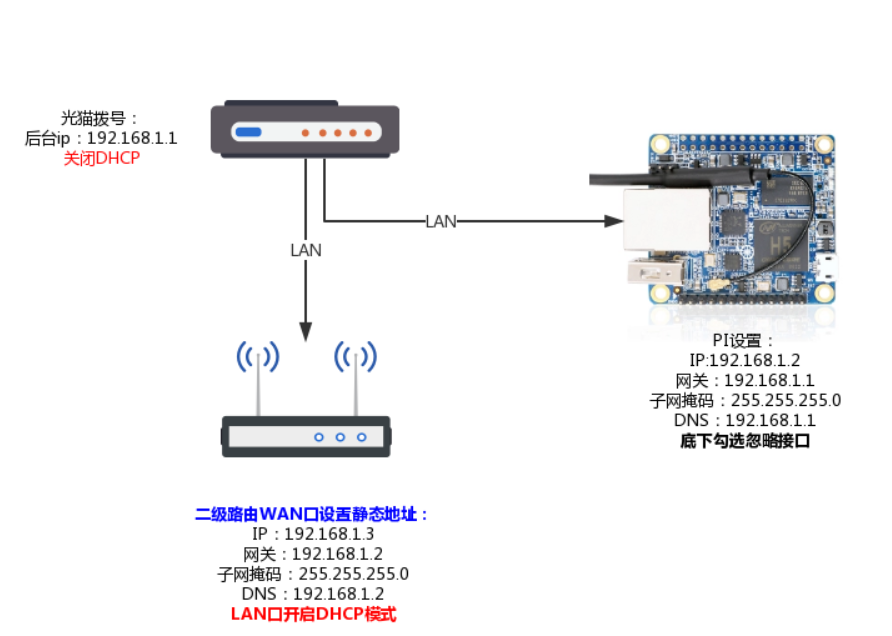 光猫拨号：
后台ip：192.168.1.1
关闭DHCP
LAN
LAN
H5
PI设置：
IP:192.168.1.2
网关：192.168.1.1
子网掩码：255.255.255.0
DNS：192.168.1.1
底下勾选忽略接口
二级路由WAN口设置静态地址：
IP：192.168.1.3
网关：192.168.1.2
子网掩码：255.255.255.0
DNS：192.168.1.2
LAN口开启DHCP模式